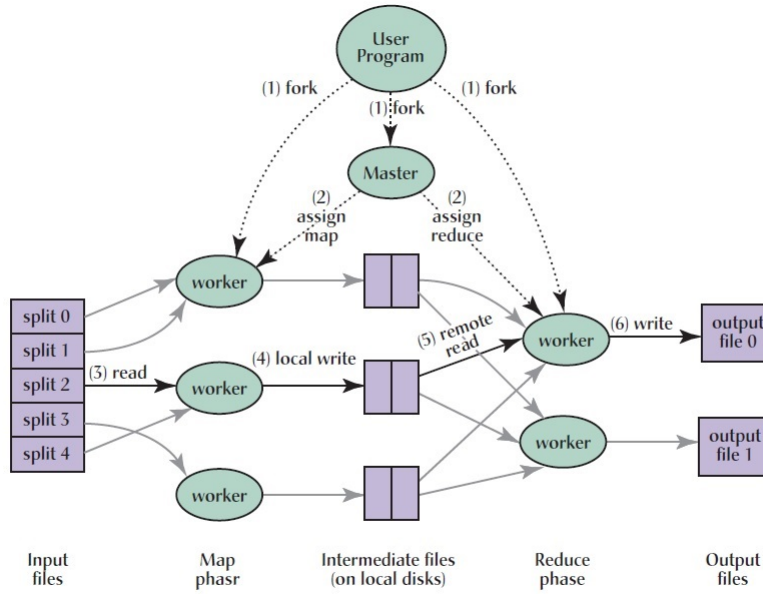 User
Program
(1) fork
(1) fork
(1) fork
Master
(2)
assign
map
(2)
assign
reduce
worker
split 0
split 1
split 2
split 3
split 4
(3) read
worker
(4) local write
(5) remote
read
worker
(6) write
output
file 0
worker
output
file 1
worker
Input
files
Map
phasr
Intermediate files
(on local disks)
Reduce
phase
Output
files